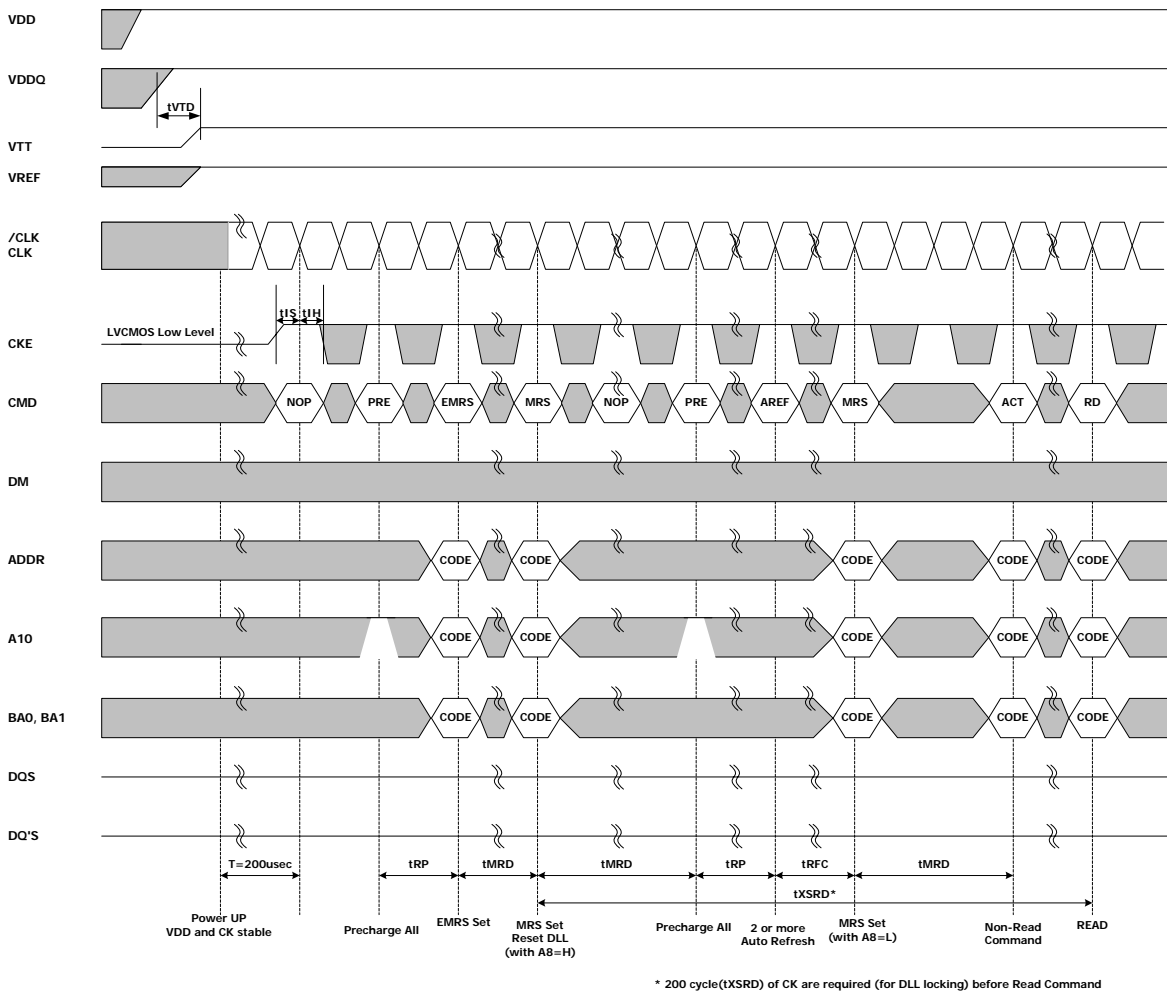 VDD
VDDQ
tVTD
VTT
VREF
/CLK
CLK
tIS tIH
LVCMOS Low Level
CKE
CMD NOP PRE EMRS MRS NOP PRE AREF MRS ACT RD
DM
ADDR CODE CODE CODE CODE CODE
A10 CODE CODE CODE CODE CODE
BA0, BA1 CODE CODE CODE CODE CODE
DQS
DQ'S
T=200usec tRP tMRD tMRD tRP tRFC tMRD
tXSRD*
Power UP
VDD and CK stable
Precharge All
EMRS Set
MRS Set
Reset DLL
(with A8=H)
Precharge All
2 or more
Auto Refresh
MRS Set
(with A8=L)
Non-Read
Command
READ
* 200 cycle(tXSRD) of CK are required (for DLL locking) before Read Command